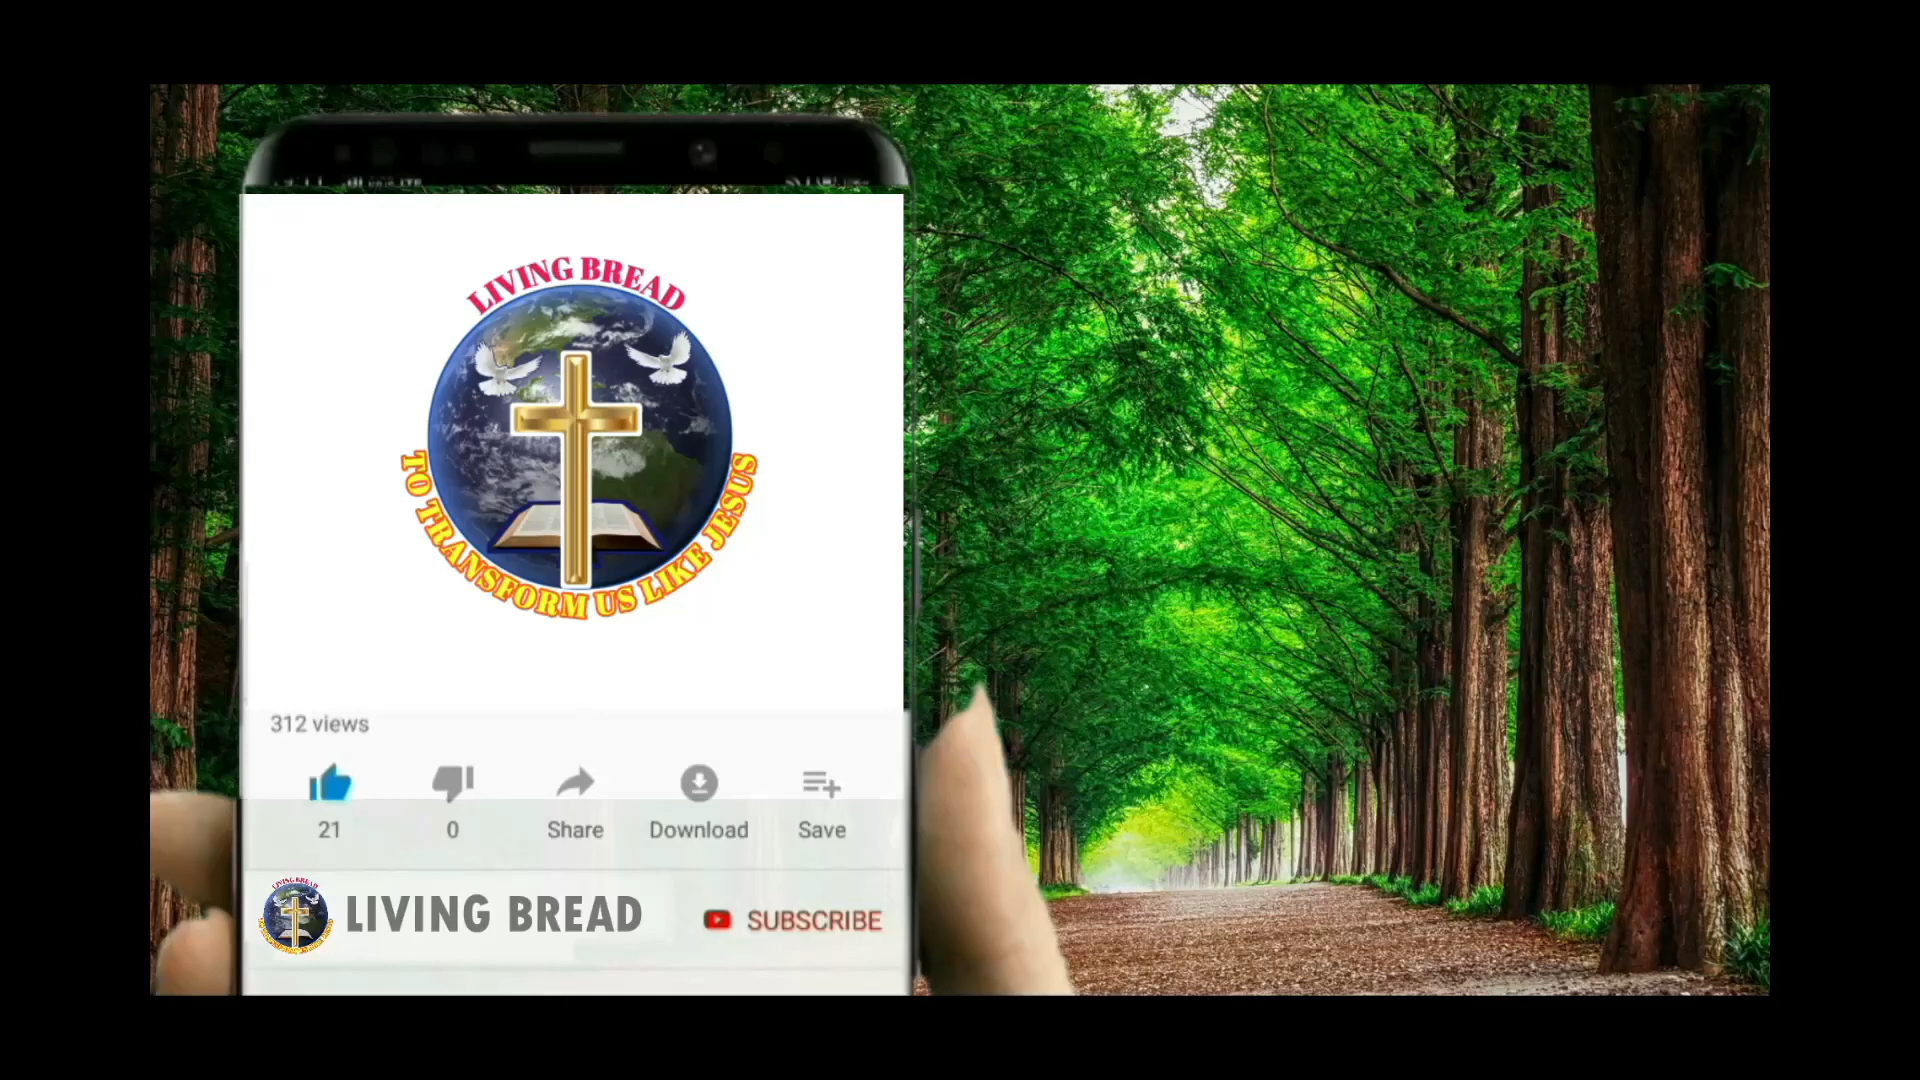 LIVING BREAD
TO TRANSFORM US LIKE JESUS
312 views
21 0 Share Download Save
LIVING BREAD SUBSCRIBE